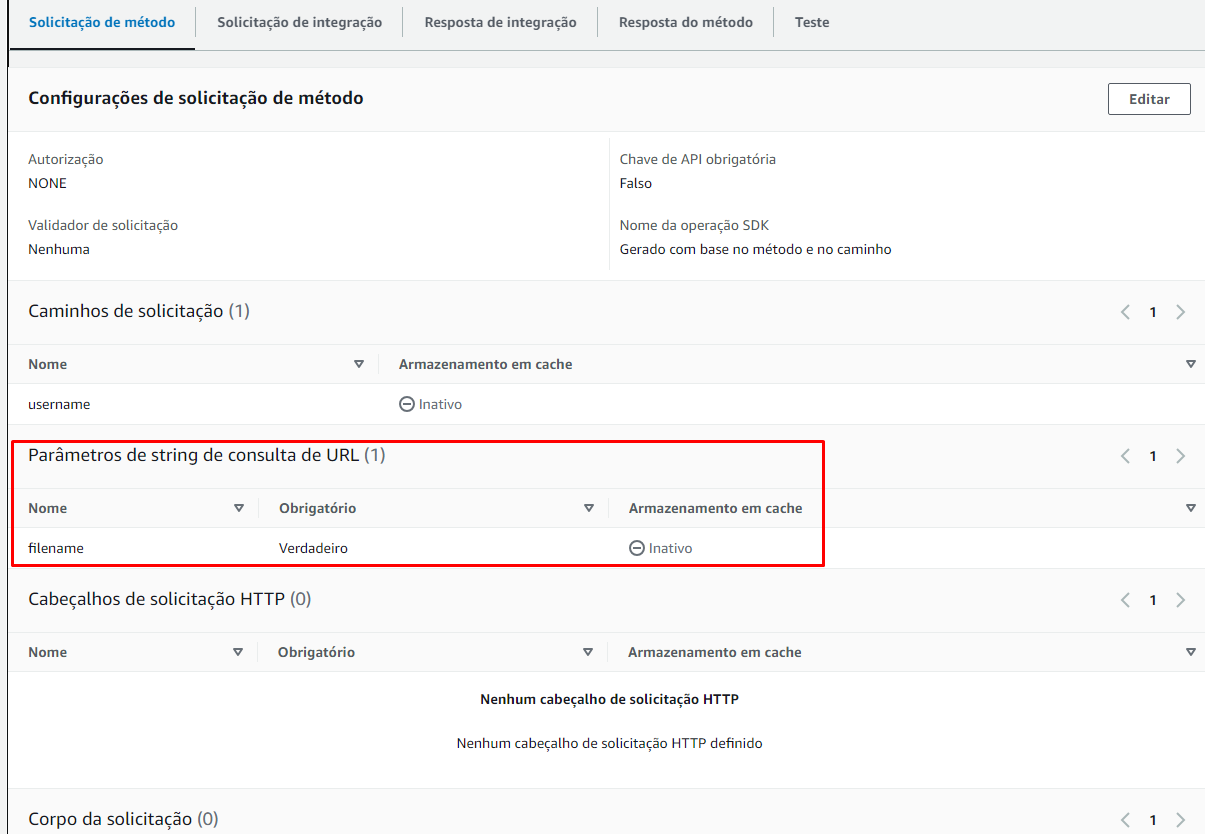 Solicitação de método Solicitação de integração Resposta de integração Resposta do método Teste
Configurações de solicitação de método Editar
Autorização Chave de API obrigatória
NONE Falso
Validador de solicitação Nome da operação SDK
Nenhuma Gerado com base no método e no caminho
Caminhos de solicitação (1) 1
Nome Armazenamento em cache
username Inativo
Parâmetros de string de consulta de URL (1) 1
Nome Obrigatório Armazenamento em cache
filename Verdadeiro Inativo
Cabeçalhos de solicitação HTTP (0) 1
Nome Obrigatório Armazenamento em cache
Nenhum cabeçalho de solicitação HTTP
Nenhum cabeçalho de solicitação HTTP definido
Corpo da solicitação (0) 1